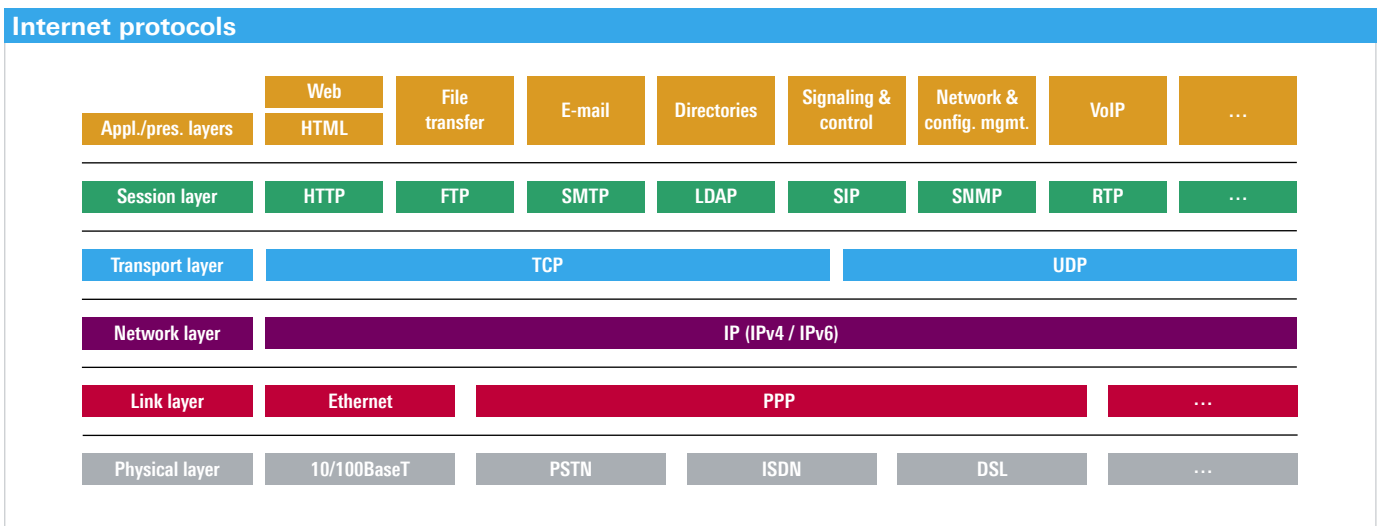 Internet protocols
Appl./pres. layers
Web
HTML
File
transfer
E-mail
Directories
Signaling &
control
Network &
config. mgmt.
VoIP
...
Session layer
HTTP
FTP
SMTP
LDAP
SIP
SNMP
RTP
...
Transport layer
TCP
UDP
Network layer
IP (IPv4 / IPv6)
Link layer
Ethernet
PPP
...
Physical layer
10/100BaseT
PSTN
ISDN
DSL
...